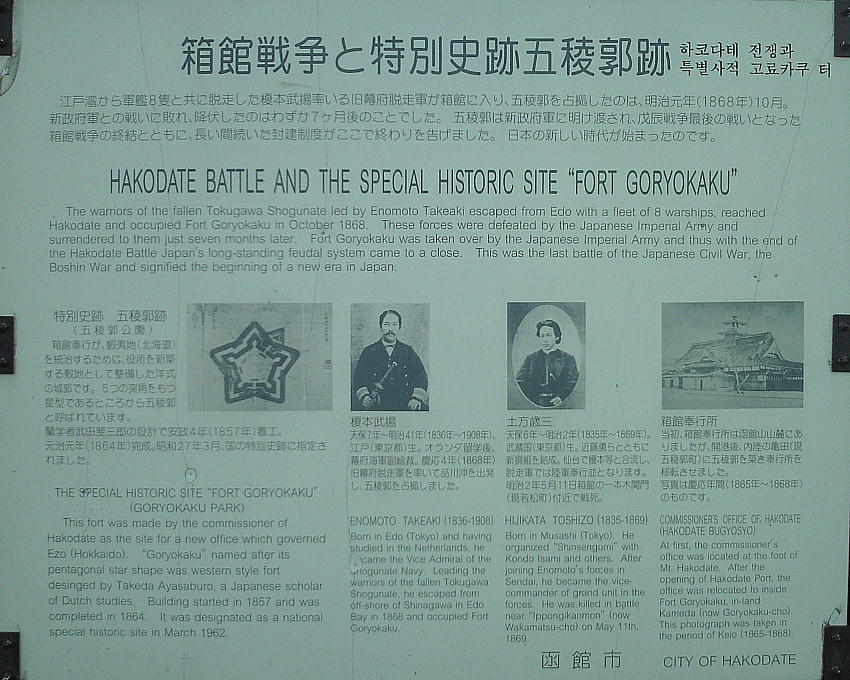 箱館戦争と特別史跡五稜郭跡
하코다테 전쟁과
특별사적 고료카쿠 터
江戸湾から軍艦8隻と共に脱走した榎本武揚率いる旧幕府脱走軍が箱館に入り、五稜郭を占拠したのは、明治元年(1868年)10月。
新政府軍との戦いに敗れ、降伏したのはわずか7ヶ月後のことでした。 五稜郭は新政府軍に明け渡され、戊辰戦争最後の戦いとなった
箱館戦争の終結とともに、長い間続いた封建制度がここで終わりを告げました。 日本の新しい時代が始まったのです。
HAKODATE BATTLE AND THE SPECIAL HISTORIC SITE "FORT GORYOKAKU"
The warriors of the fallen Tokugawa Shogunate led by Enomoto Takeaki escaped from Edo with a fleet of 8 warships, reached
Hakodate and occupied Fort Goryokaku in October 1868. These forces were defeated by the Japanese Imperial Army and
surrendered to them just seven months later. Fort Goryokaku was taken over by the Japanese Imperial Army and thus with the end of
the Hakodate Battle Japan's long-standing feudal system came to a close. This was the last battle of the Japanese Civil War, the
Boshin War and signified the beginning of a new era in Japan.
特別史跡 五稜郭跡
(五稜郭公園)
箱館奉行が、蝦夷地(北海道)
を統治するために、役所を新築
する敷地として整備した洋式
の城郭です。5つの突角をもつ
星型であるところから五稜郭
と呼ばれています。
蘭学者武田斐三郎の設計で安政4年(1857年)着工。
元治元年(1864年)完成。昭和27年3月、国の特別史跡に指定さ
れました。
THE SPECIAL HISTORIC SITE "FORT GORYOKAKU"
(GORYOKAKU PARK)
This fort was made by the commissioner of
Hakodate as the site for a new office which governed
Ezo (Hokkaido). "Goryokaku" named after its
pentagonal star shape was western style fort
desinged by Takeda Ayasaburo, a Japanese scholar
of Dutch studies. Building started in 1857 and was
completed in 1864. It was designated as a national
special historic site in March 1962.
榎本武揚
天保7年~明治41年(1836年~1908年)。
江戸(東京都)生。オランダ留学後、
幕府海軍副総裁。慶応4年(1868年)
旧幕府脱走軍を率いて品川沖を出発
し、五稜郭を占拠しました。
ENOMOTO TAKEAKI (1836-1908)
Born in Edo (Tokyo) and having
studied in the Netherlands, he
came the Vice Admiral of the
Shogunate Navy. Leading the
warriors of the fallen Tokugawa
Shogunate, he escaped from
off-shore of Shinagawa in Edo
Bay in 1868 and occupied Fort
Goryokaku.
土方歳三
天保6年~明治2年(1835年~1869年)。
武蔵国(東京都)生。近藤勇らとともに
新撰組を結成。仙台で榎本等と合流し、
脱走軍では陸軍奉行並となります。
明治2年5月11日箱館の一本木関門
(現若松町)付近で戦死。
HIJIKATA TOSHIZO (1835-1869)
Born in Musashi (Tokyo). He
organized "Shinsengumi" with
Kondo Isami and others. After
joining Enomoto's forces in
Sendai, he became the vice-
commander of grand unit in the
forces. He was killed in battle
near "Ippongikanmon" (now
Wakamatsu-cho) on May 11th,
1869.
箱館奉行所
当初、箱館奉行所は函館山山麓にあ
りましたが、開港後、内陸の亀田(現
五稜郭町)に五稜郭を築き奉行所を
移転させました。
写真は慶応年間(1865年~1868年)
のものです。
COMMISSIONER'S OFFICE OF HAKODATE
(HAKODATE BUGYOSYO)
At first, the commissioner's
office was located at the foot of
Mt. Hakodate. After the
opening of Hakodate Port, the
office was relocated to inside
Fort Goryokaku, in-land
Kameda (now Goryokaku-cho).
This photograph was taken in
the period of Keio (1865-1868).
函館市 CITY OF HAKODATE